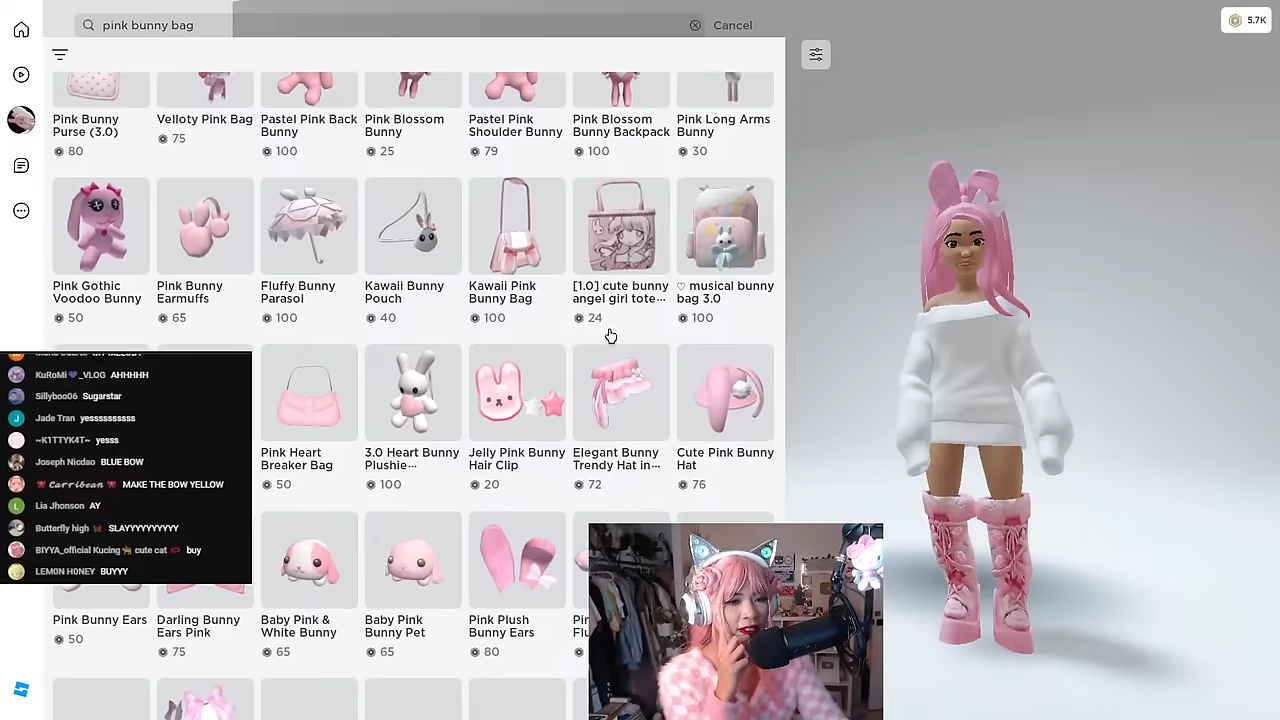 pink bunny bag
Cancel
5.7K
Pink Bunny
Purse (3.0)
80
Velloty Pink Bag
75
Pastel Pink Back
Bunny
100
Pink Blossom
Bunny
25
Pastel Pink
Shoulder Bunny
79
Pink Blossom
Bunny Backpack
100
Pink Long Arms
Bunny
30
Pink Gothic
Voodoo Bunny
50
Pink Bunny
Earmuffs
65
Fluffy Bunny
Parasol
100
Kawaii Bunny
Pouch
40
Kawaii Pink
Bunny Bag
100
[1.0] cute bunny
angel girl tote...
24
♡ musical bunny
bag 3.0
100
KuRoMi💜_VLOG AHHHHH
Sillyboo06 Sugarstar
Jade Tran yessssssssss
~K1TTYK4T~ yesss
Joseph Nicdao BLUE BOW
🎀 𝓒𝓪𝓻𝓻𝓲𝓫𝓮𝓪𝓷 🎀 MAKE THE BOW YELLOW
Lia Jhonson AY
Butterfly high 🦋 SLAYYYYYYYYY
BIYYA_official Kucing🐈 cute cat 💋 buy
LEM0N H0NEY BUYYY
Pink Heart
Breaker Bag
50
3.0 Heart Bunny
Plushie...
100
Jelly Pink Bunny
Hair Clip
20
Elegant Bunny
Trendy Hat in...
72
Cute Pink Bunny
Hat
76
Pink Bunny Ears
50
Darling Bunny
Ears Pink
75
Baby Pink &
White Bunny
65
Baby Pink
Bunny Pet
65
Pink Plush
Bunny Ears
80